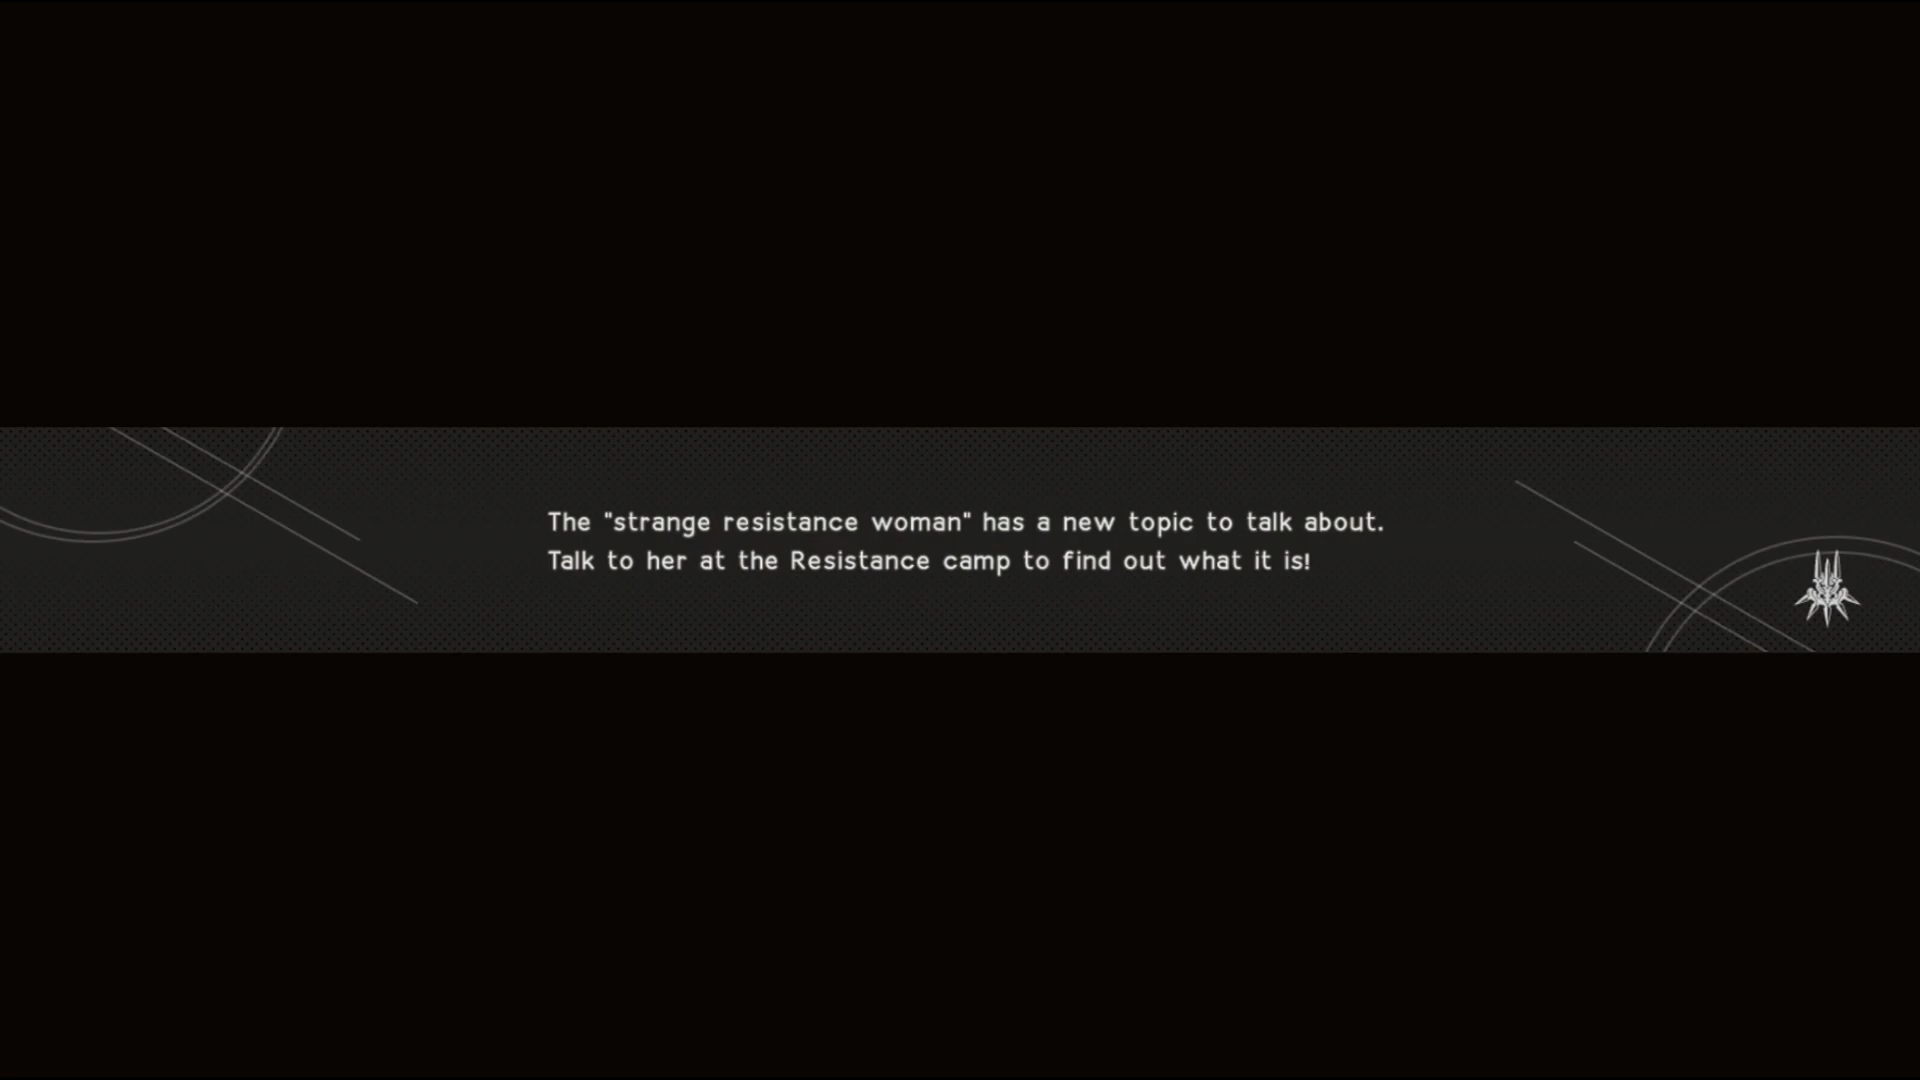 The "strange resistance woman" has a new topic to talk about.
Talk to her at the Resistance camp to find out what it is!